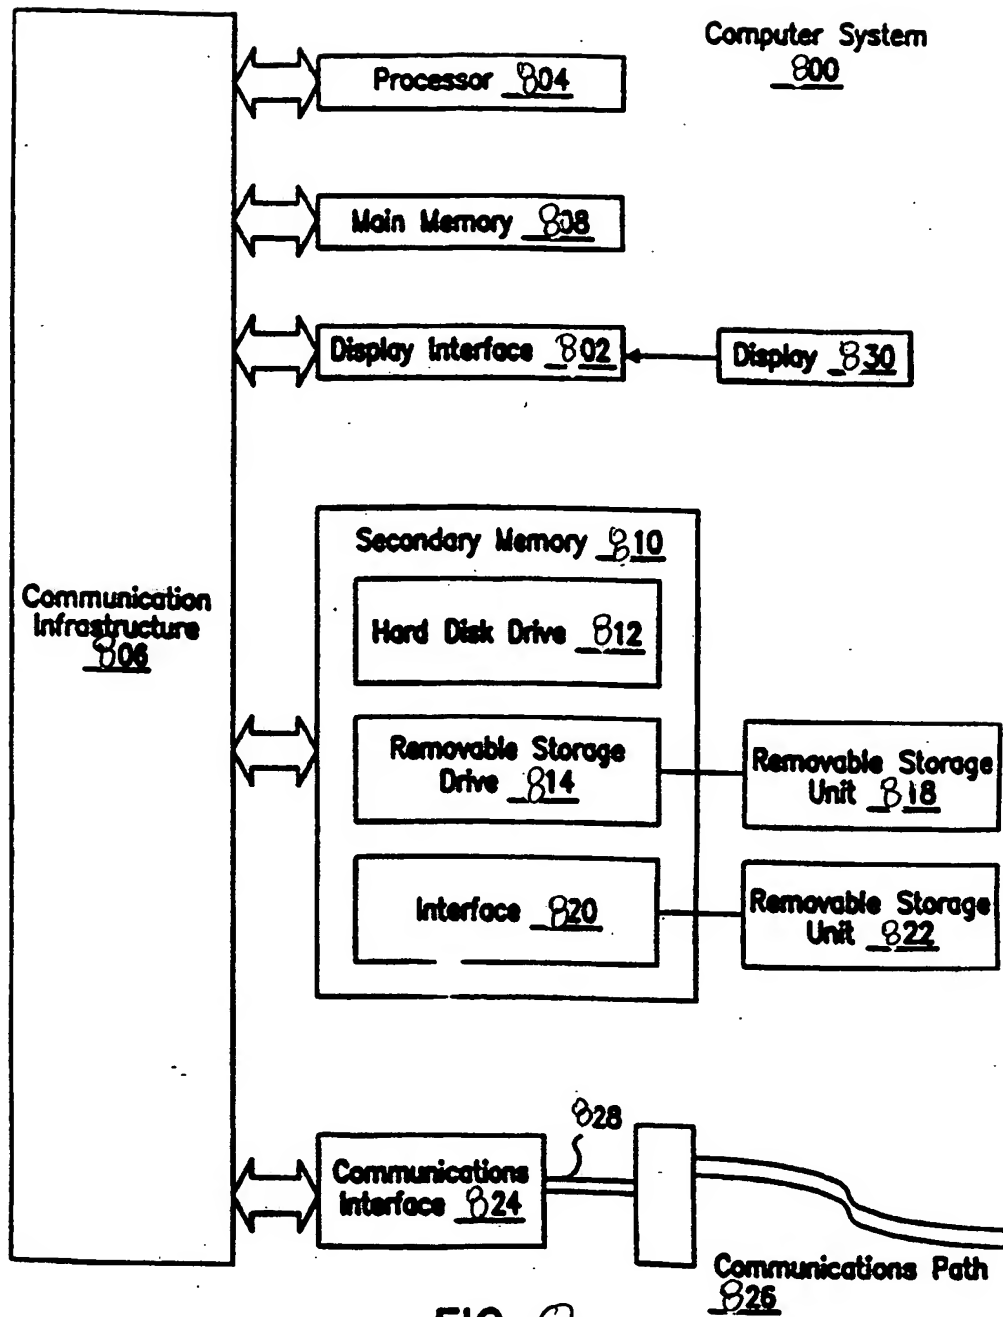 Computer System
800
Processor 804
Main Memory 808
Display Interface 802
Display 830
Secondary Memory 810
Hard Disk Drive 812
Communication
Infrastructure
806
Removable Storage
Drive 814
Removable Storage
Unit 818
Interface 820
Removable Storage
Unit 822
828
Communications
Interface 824
Communications Path
826
FIG. 8